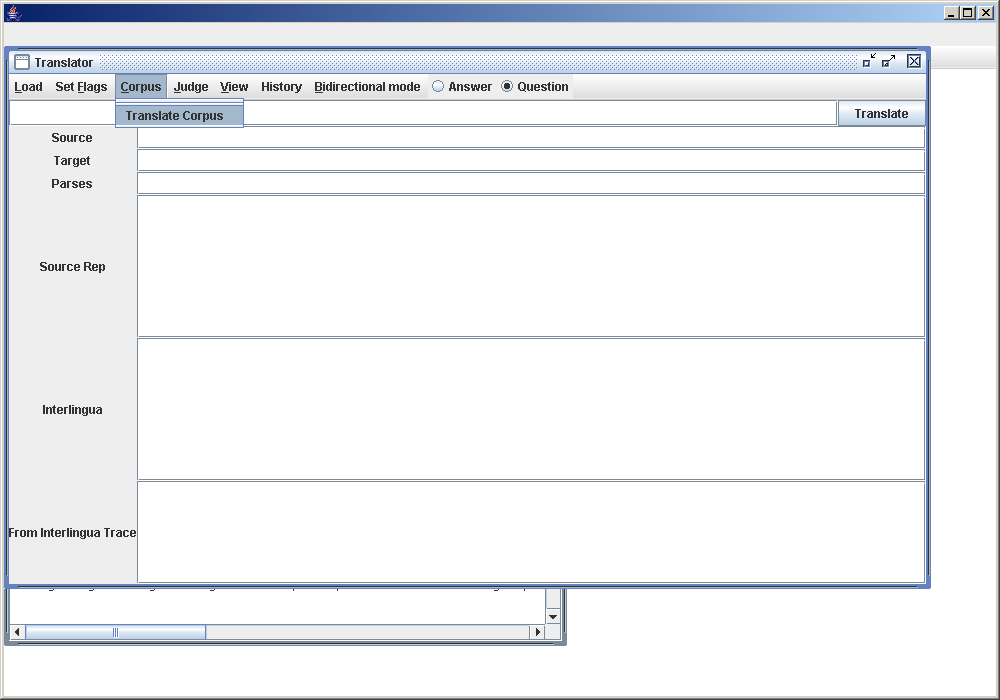 Translator
Load Set Flags Corpus Judge View History Bidirectional mode Answer Question
Translate Corpus
Translate
Source
Target
Parses
Source Rep
Interlingua
From Interlingua Trace